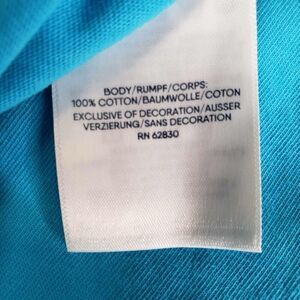 BODY/RUMPF/CORPS:
100% COTTON/BAUMWOLLE/COTON
EXCLUSIVE OF DECORATION/AUSSER
VERZIERUNG/SANS DECORATION
RN 62830